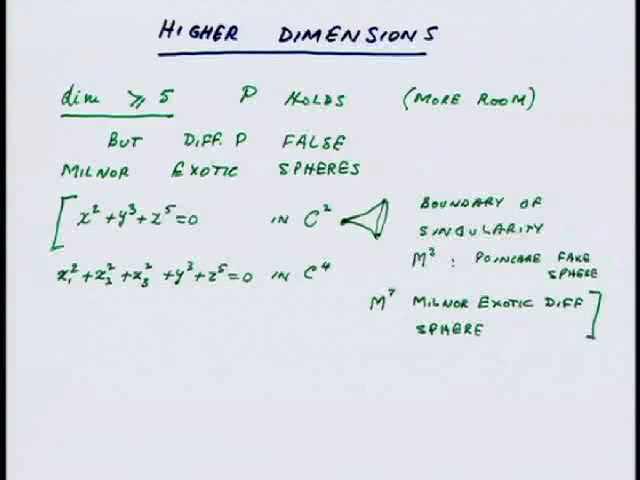 HIGHER DIMENSIONS
dim ⩾ 5 P HOLDS (MORE ROOM)
BUT DIFF. P FALSE
MILNOR EXOTIC SPHERES
[ x² + y³ + z⁵ = 0 IN C² BOUNDARY OF
SINGULARITY
M³ : POINCARE FAKE
SPHERE
x₁² + x₂² + x₃² + y³ + z⁵ = 0 IN C⁴
M⁷ MILNOR EXOTIC DIFF ]
SPHERE